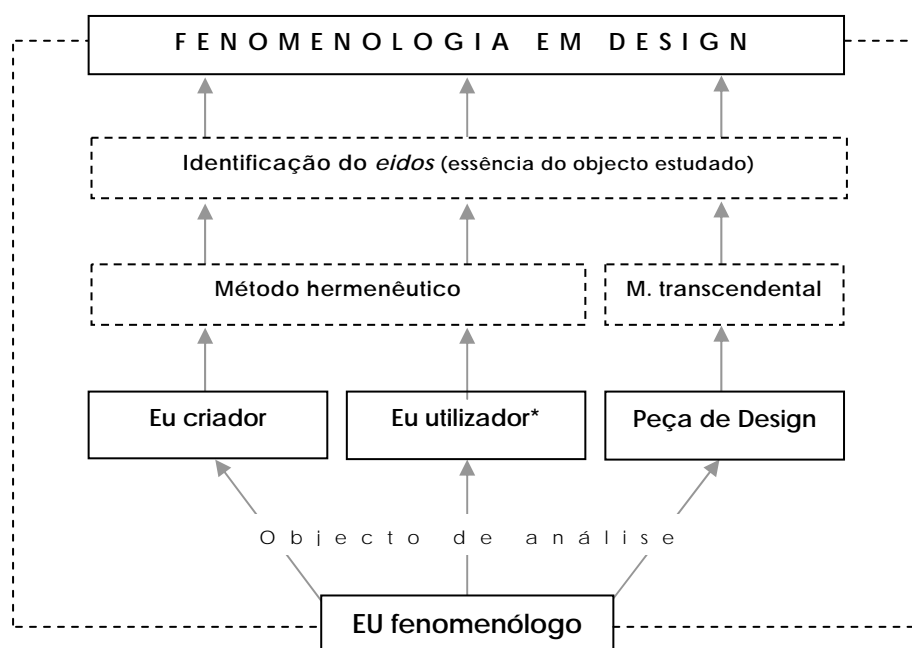 FENOMENOLOGIA EM DESIGN
Identificação do eidos (essência do objecto estudado)
Método hermenêutico
M. transcendental
Eu criador
Eu utilizador*
Peça de Design
Objecto de análise
EU fenomenólogo